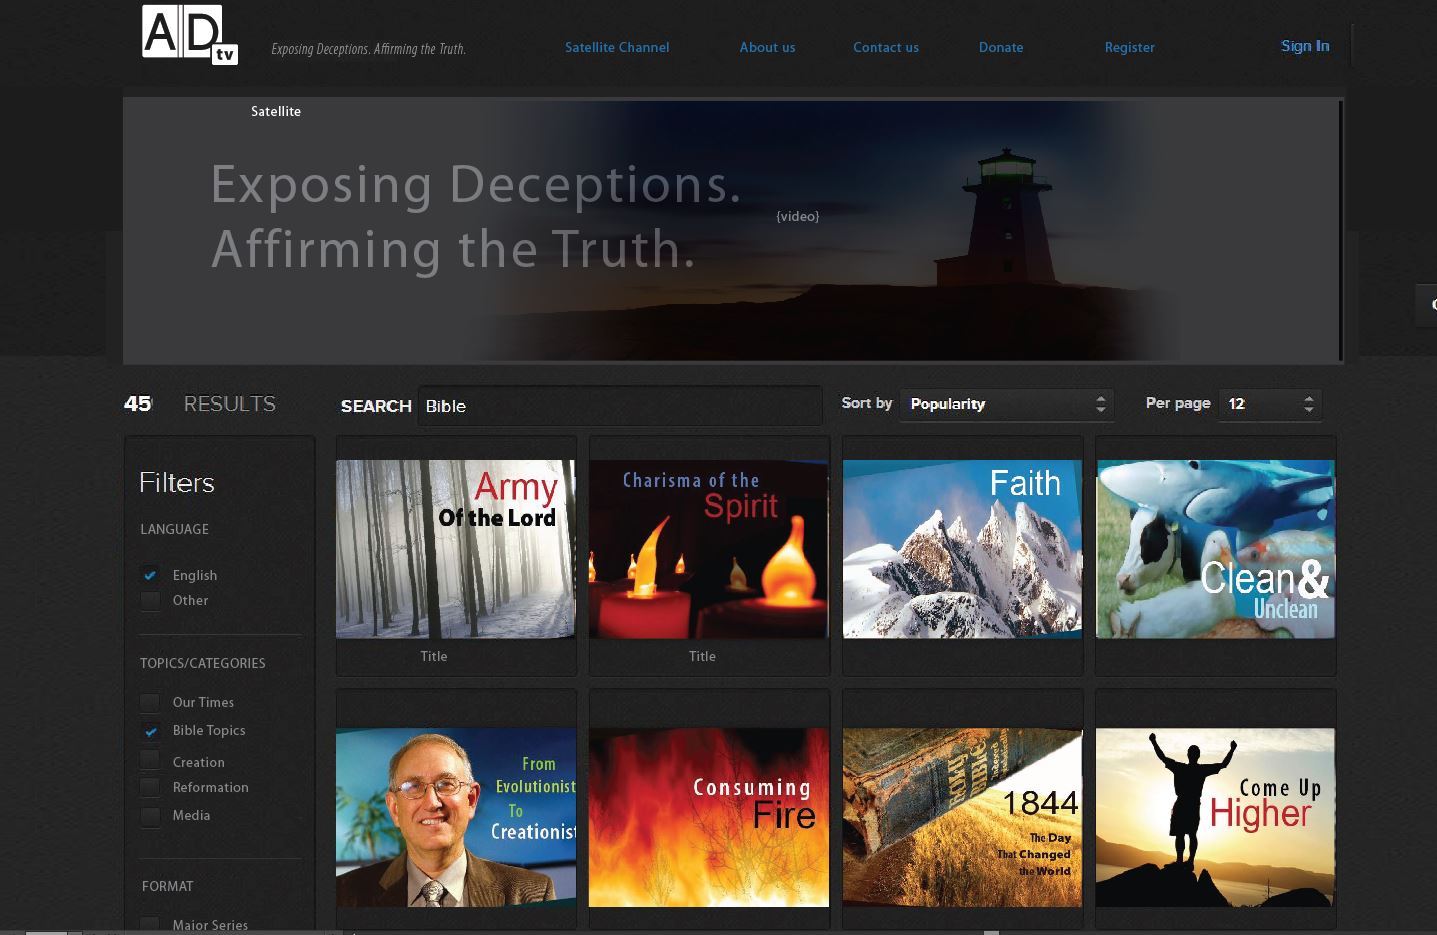 AD
tv
Exposing Deceptions. Affirming the Truth.
Satellite Channel
About us
Contact us
Donate
Register
Sign In
Satellite
Exposing Deceptions.
Affirming the Truth.
{video}
45 RESULTS
SEARCH Bible
Sort by Popularity
Per page 12
Filters
LANGUAGE
English
Other
TOPICS/CATEGORIES
Our Times
Bible Topics
Creation
Reformation
Media
FORMAT
Major Series
Army
Of the Lord
Title
Charisma of the
Spirit
Title
Faith
Clean&
Unclean
From
Evolutionist
To
Creationist
Consuming
Fire
HOLY
BIBLE
1844
The Day
That Changed
the World
Come Up
Higher